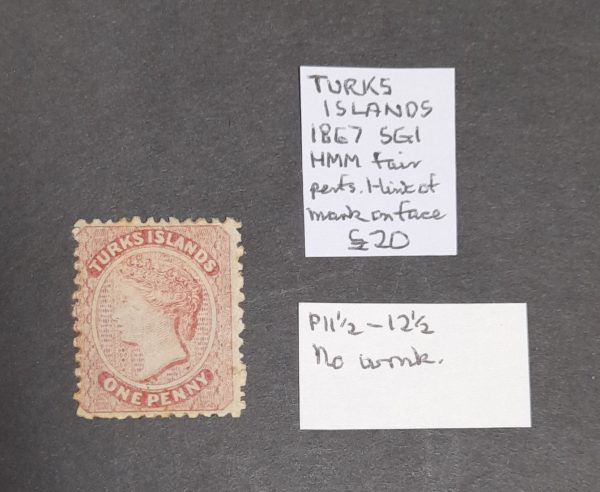 TURKS ISLANDS
ONE PENNY
TURKS
ISLANDS
1867 SG1
HMM fair
perfs. Hint of
mark on face
£20
P11½ - 12½
No wmk.